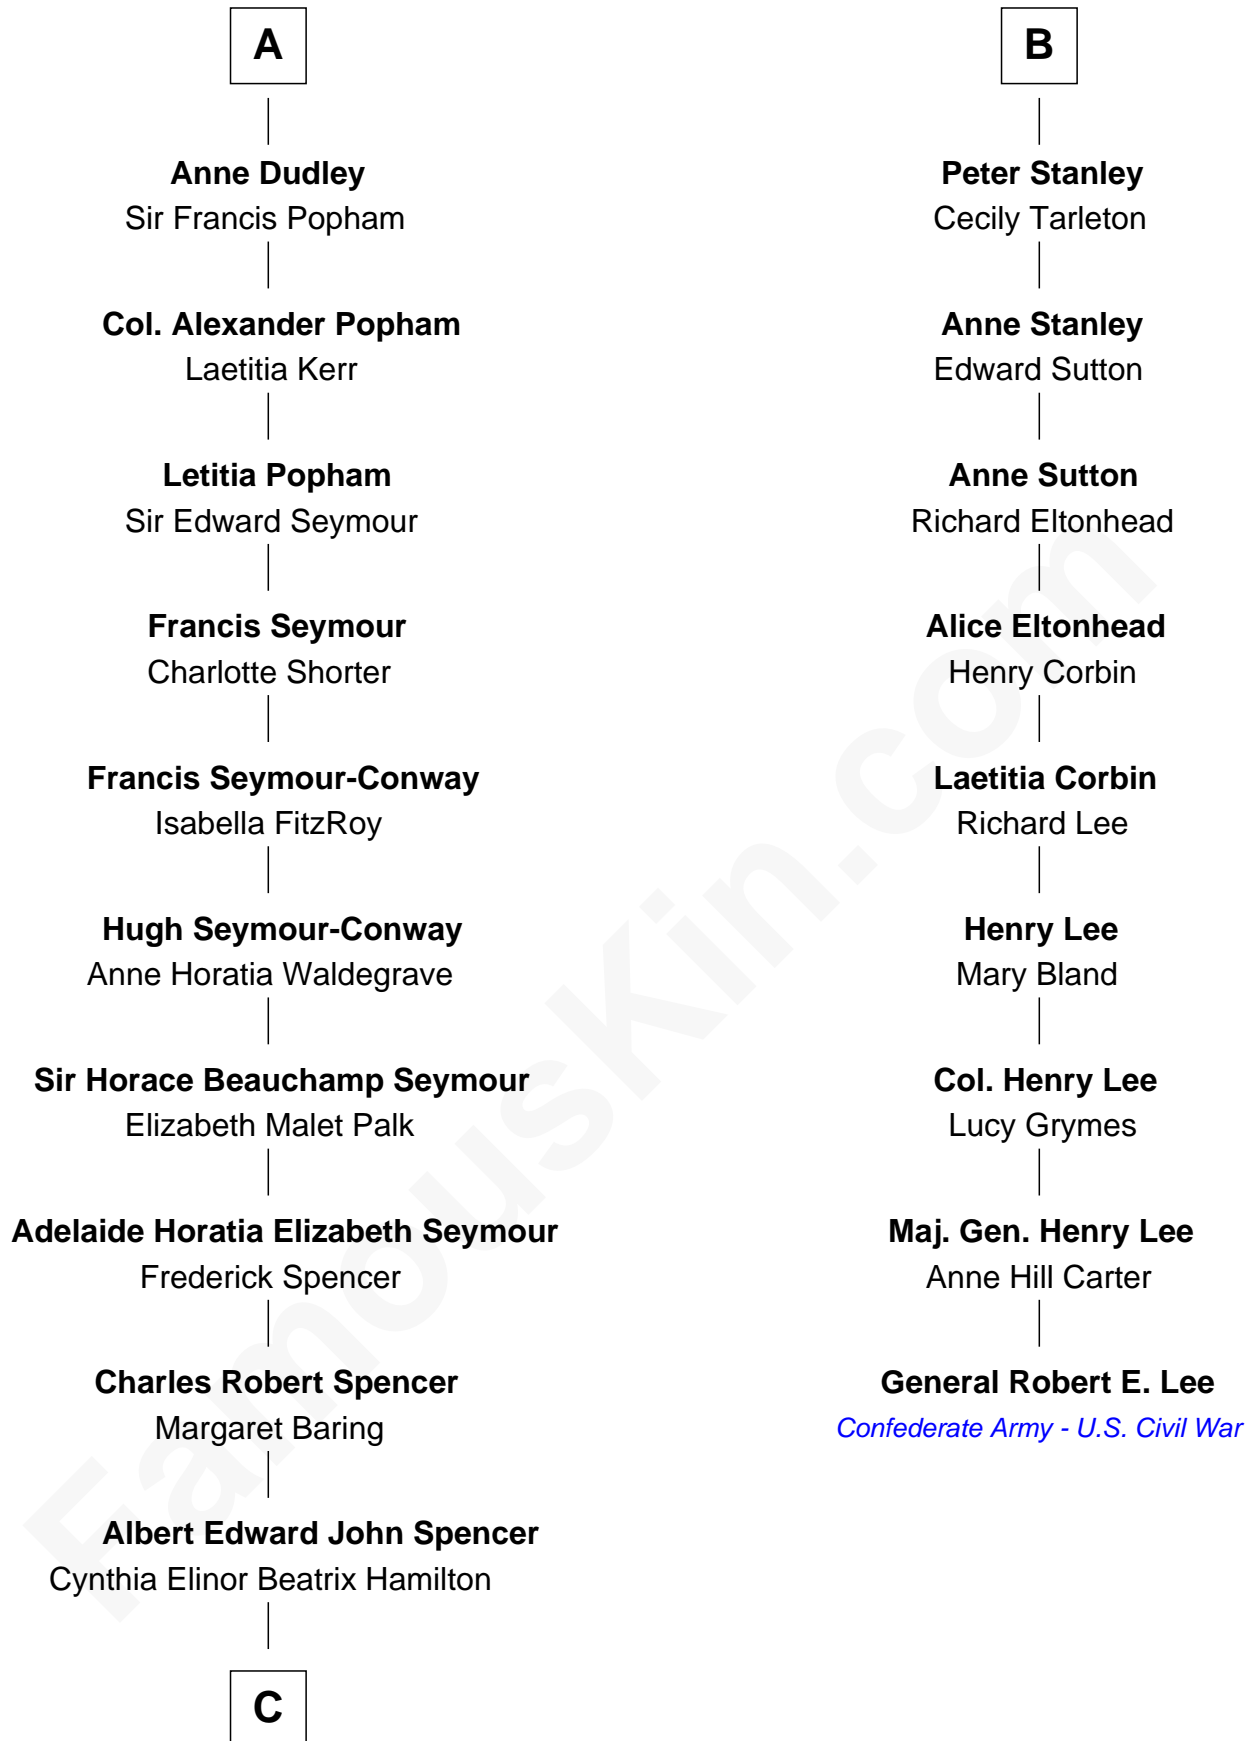 A
Anne Dudley
Sir Francis Popham
Col. Alexander Popham
Laetitia Kerr
Letitia Popham
Sir Edward Seymour
Francis Seymour
Charlotte Shorter
Francis Seymour-Conway
Isabella FitzRoy
Hugh Seymour-Conway
Anne Horatia Waldegrave
Sir Horace Beauchamp Seymour
Elizabeth Malet Palk
Adelaide Horatia Elizabeth Seymour
Frederick Spencer
Charles Robert Spencer
Margaret Baring
Albert Edward John Spencer
Cynthia Elinor Beatrix Hamilton
C
B
Peter Stanley
Cecily Tarleton
Anne Stanley
Edward Sutton
Anne Sutton
Richard Eltonhead
Alice Eltonhead
Henry Corbin
Laetitia Corbin
Richard Lee
Henry Lee
Mary Bland
Col. Henry Lee
Lucy Grymes
Maj. Gen. Henry Lee
Anne Hill Carter
General Robert E. Lee
Confederate Army - U.S. Civil War
FamousKin.com